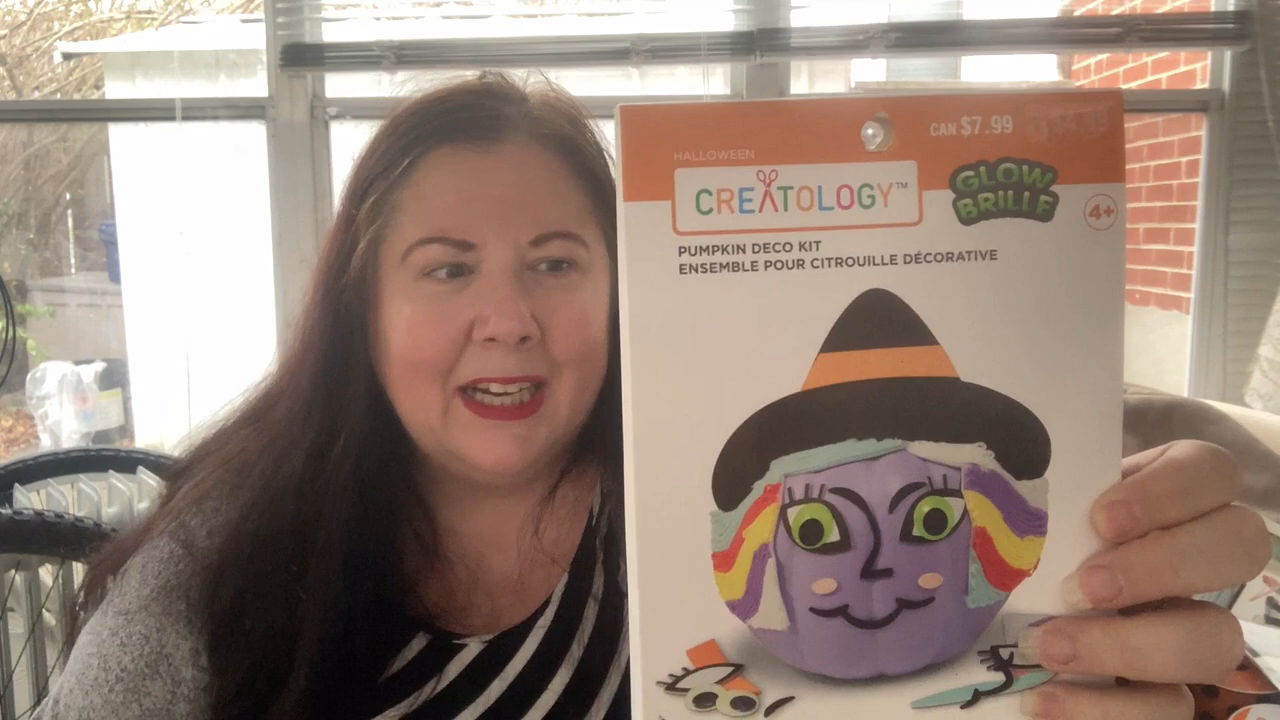 CAN $7.99
HALLOWEEN
CREATOLOGY™
GLOW
BRILLE
4+
PUMPKIN DECO KIT
ENSEMBLE POUR CITROUILLE DÉCORATIVE